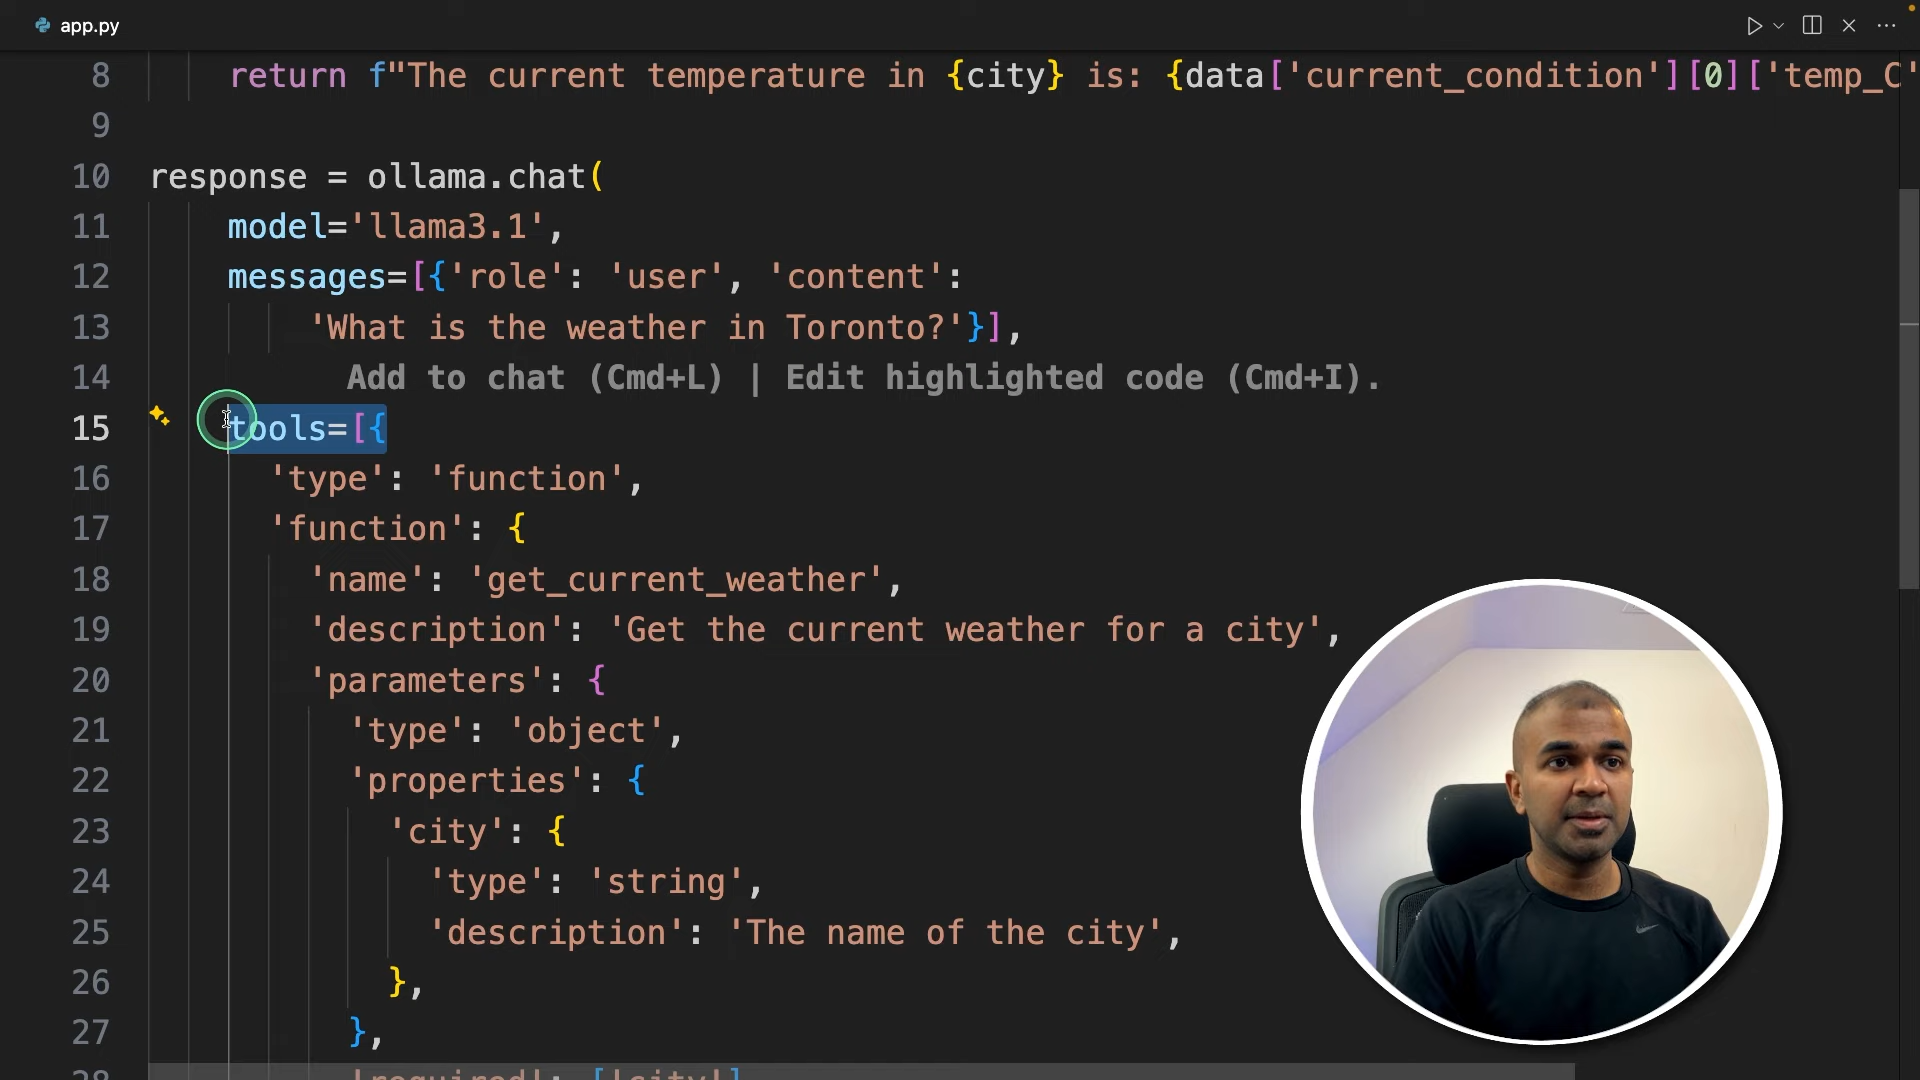 app.py
8 return f"The current temperature in {city} is: {data['current_condition'][0]['temp_C'
9
10 response = ollama.chat(
11 model='llama3.1',
12 messages=[{'role': 'user', 'content':
13 'What is the weather in Toronto?'}],
14 Add to chat (Cmd+L) | Edit highlighted code (Cmd+I).
15 tools=[{
16 'type': 'function',
17 'function': {
18 'name': 'get_current_weather',
19 'description': 'Get the current weather for a city',
20 'parameters': {
21 'type': 'object',
22 'properties': {
23 'city': {
24 'type': 'string',
25 'description': 'The name of the city',
26 },
27 },
28 'required': ['city']